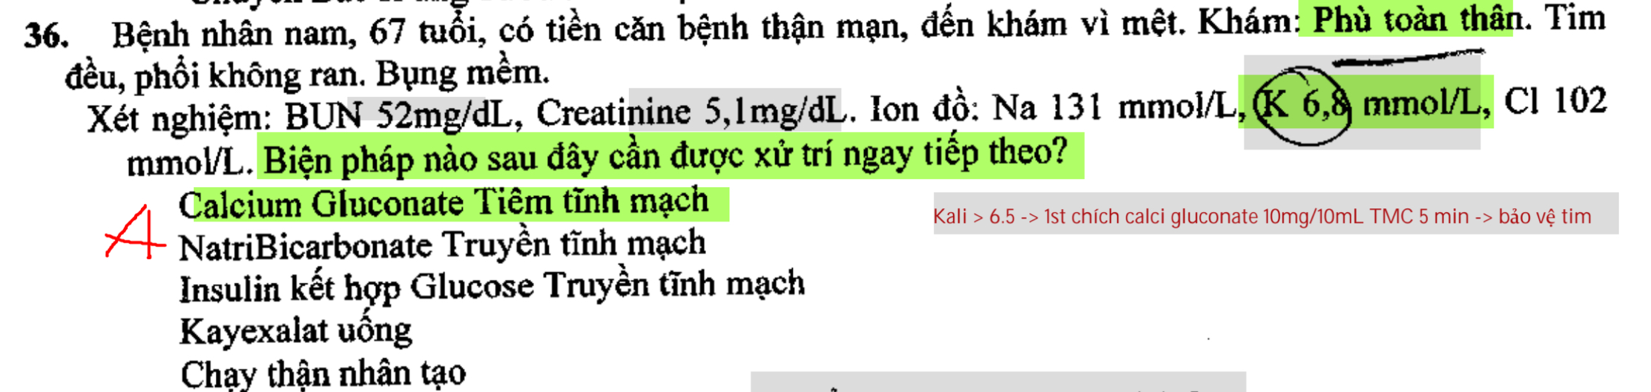 36. Bệnh nhân nam, 67 tuổi, có tiền căn bệnh thận mạn, đến khám vì mệt. Khám: Phù toàn thân. Tim
đều, phổi không ran. Bụng mềm.
Xét nghiệm: BUN 52mg/dL, Creatinine 5,1mg/dL. Ion đồ: Na 131 mmol/L, K 6,8 mmol/L, Cl 102
mmol/L. Biện pháp nào sau đây cần được xử trí ngay tiếp theo?
Calcium Gluconate Tiêm tĩnh mạch
Kali > 6.5 -> 1st chích calci gluconate 10mg/10mL TMC 5 min -> bảo vệ tim
A
NatriBicarbonate Truyền tĩnh mạch
Insulin kết hợp Glucose Truyền tĩnh mạch
Kayexalat uống
Chạy thận nhân tạo